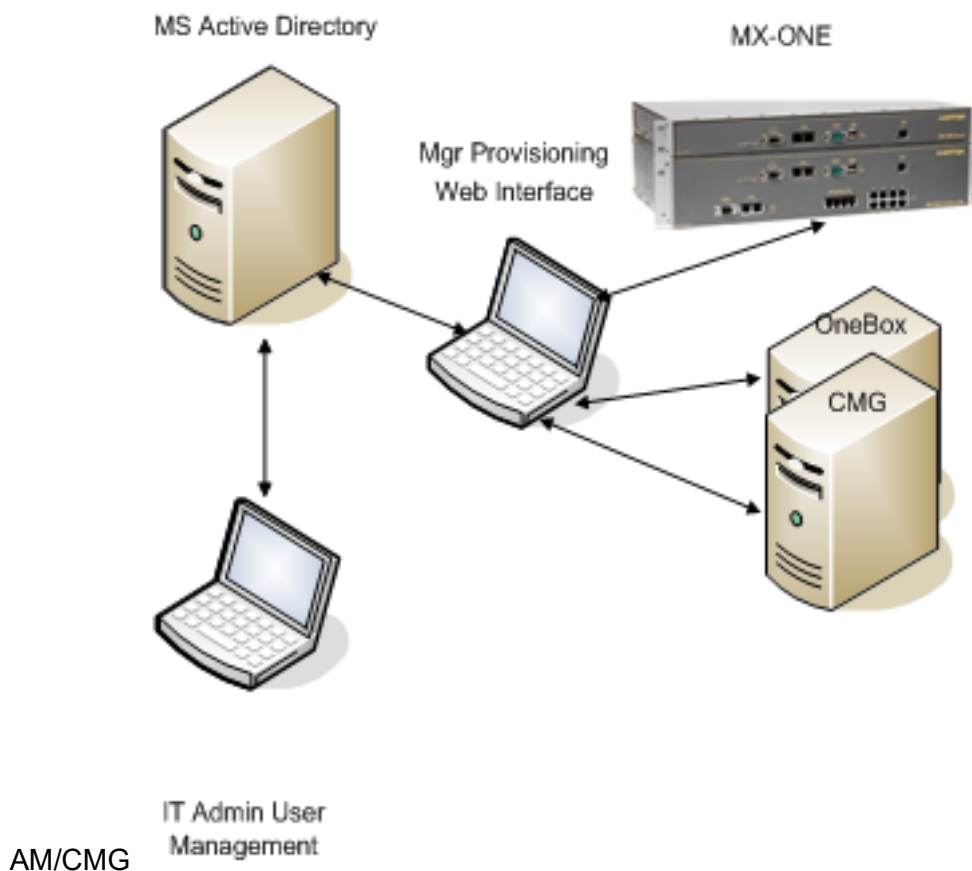 MS Active Directory
MX-ONE
Mgr Provisioning
Web Interface
OneBox
CMG
IT Admin User
Management
AM/CMG